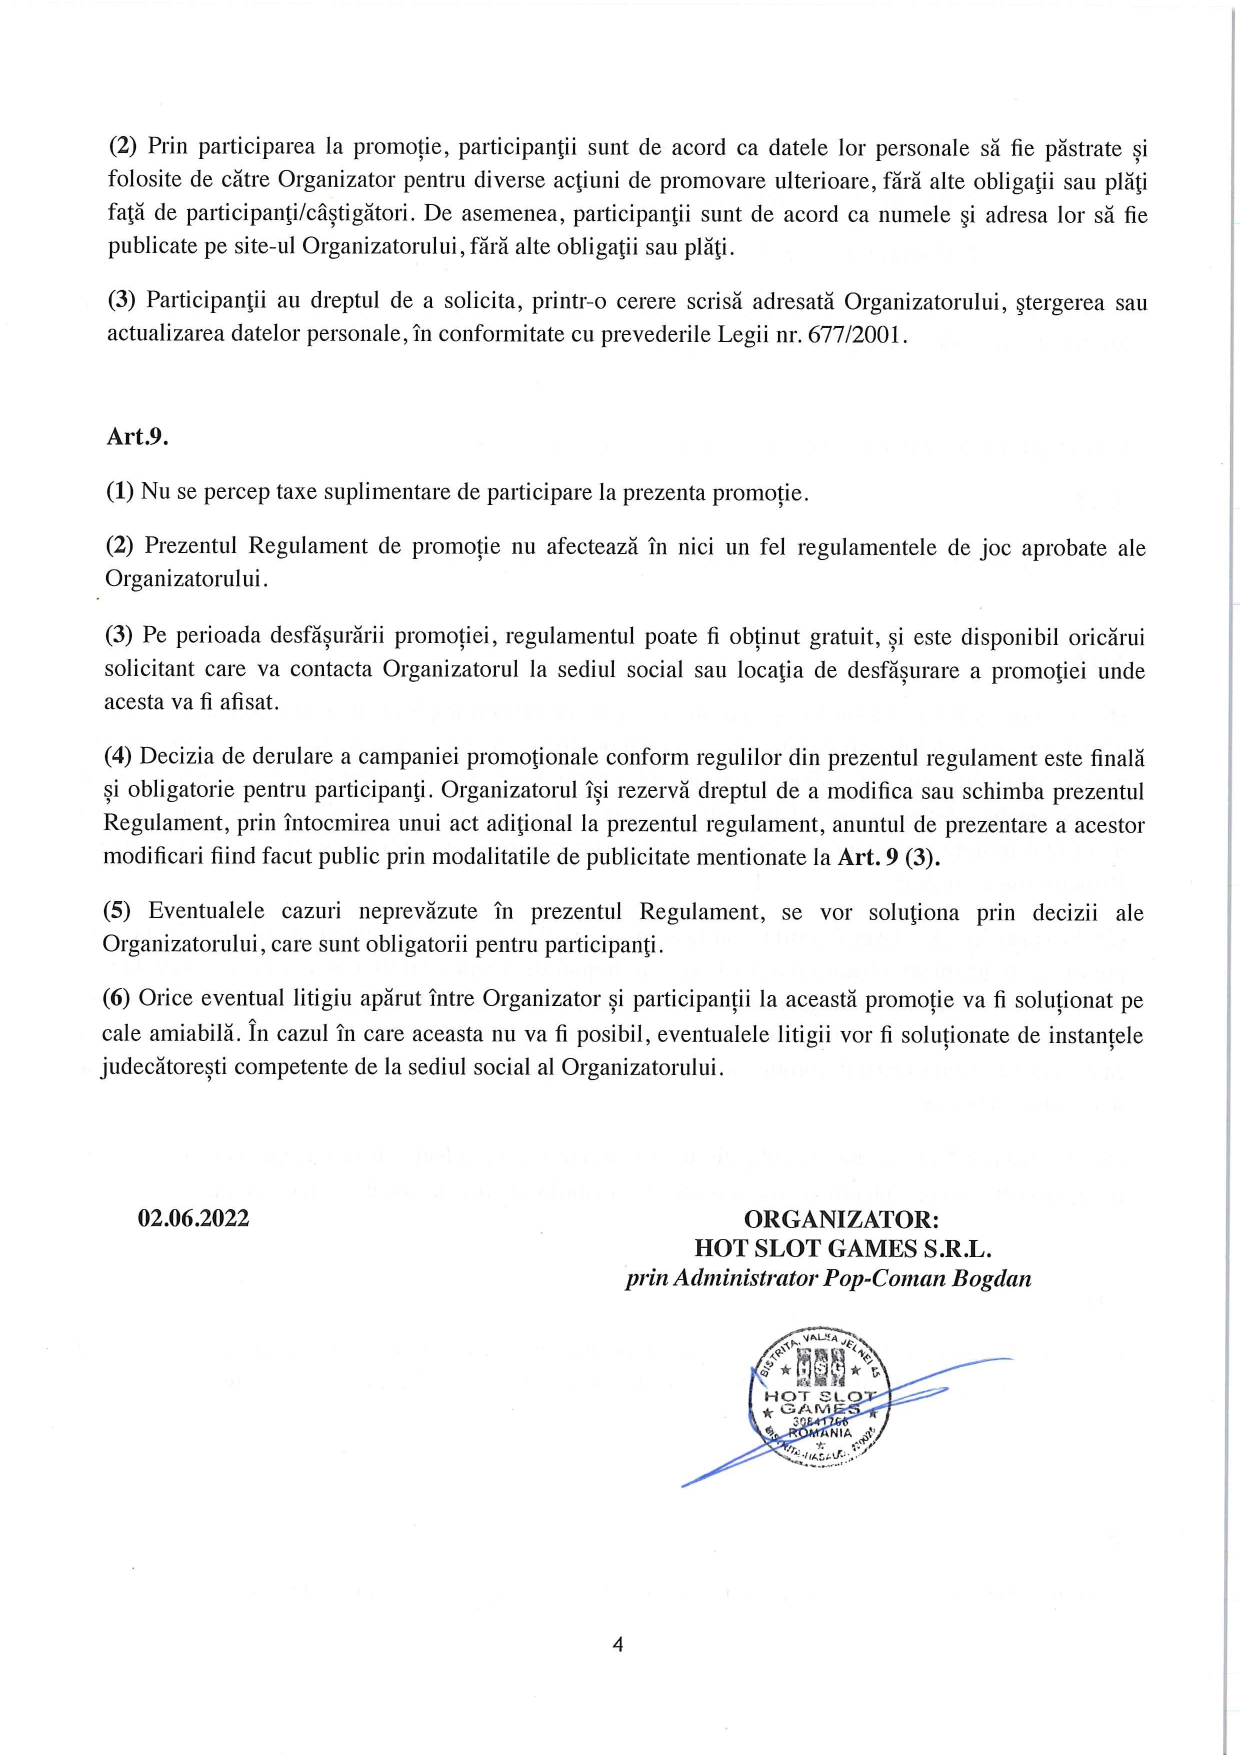 (2) Prin participarea la promoție, participanţii sunt de acord ca datele lor personale să fie păstrate și
folosite de către Organizator pentru diverse acţiuni de promovare ulterioare, fără alte obligaţii sau plăţi
faţă de participanţi/câștigători. De asemenea, participanţii sunt de acord ca numele şi adresa lor să fie
publicate pe site-ul Organizatorului, fără alte obligaţii sau plăţi.
(3) Participanţii au dreptul de a solicita, printr-o cerere scrisă adresată Organizatorului, ştergerea sau
actualizarea datelor personale, în conformitate cu prevederile Legii nr. 677/2001.
Art.9.
(1) Nu se percep taxe suplimentare de participare la prezenta promoție.
(2) Prezentul Regulament de promoție nu afectează în nici un fel regulamentele de joc aprobate ale
Organizatorului.
(3) Pe perioada desfășurării promoției, regulamentul poate fi obținut gratuit, și este disponibil oricărui
solicitant care va contacta Organizatorul la sediul social sau locaţia de desfășurare a promoţiei unde
acesta va fi afisat.
(4) Decizia de derulare a campaniei promoţionale conform regulilor din prezentul regulament este finală
și obligatorie pentru participanţi. Organizatorul își rezervă dreptul de a modifica sau schimba prezentul
Regulament, prin întocmirea unui act adiţional la prezentul regulament, anuntul de prezentare a acestor
modificari fiind facut public prin modalitatile de publicitate mentionate la Art. 9 (3).
(5) Eventualele cazuri neprevăzute în prezentul Regulament, se vor soluţiona prin decizii ale
Organizatorului, care sunt obligatorii pentru participanţi.
(6) Orice eventual litigiu apărut între Organizator și participanții la această promoție va fi soluționat pe
cale amiabilă. În cazul în care aceasta nu va fi posibil, eventualele litigii vor fi soluționate de instanțele
judecătorești competente de la sediul social al Organizatorului.
02.06.2022
ORGANIZATOR:
HOT SLOT GAMES S.R.L.
prin Administrator Pop-Coman Bogdan
BISTRITA, VALEA JELNEI 45
HSG
HOT SLOT
GAMES
ROMANIA
4